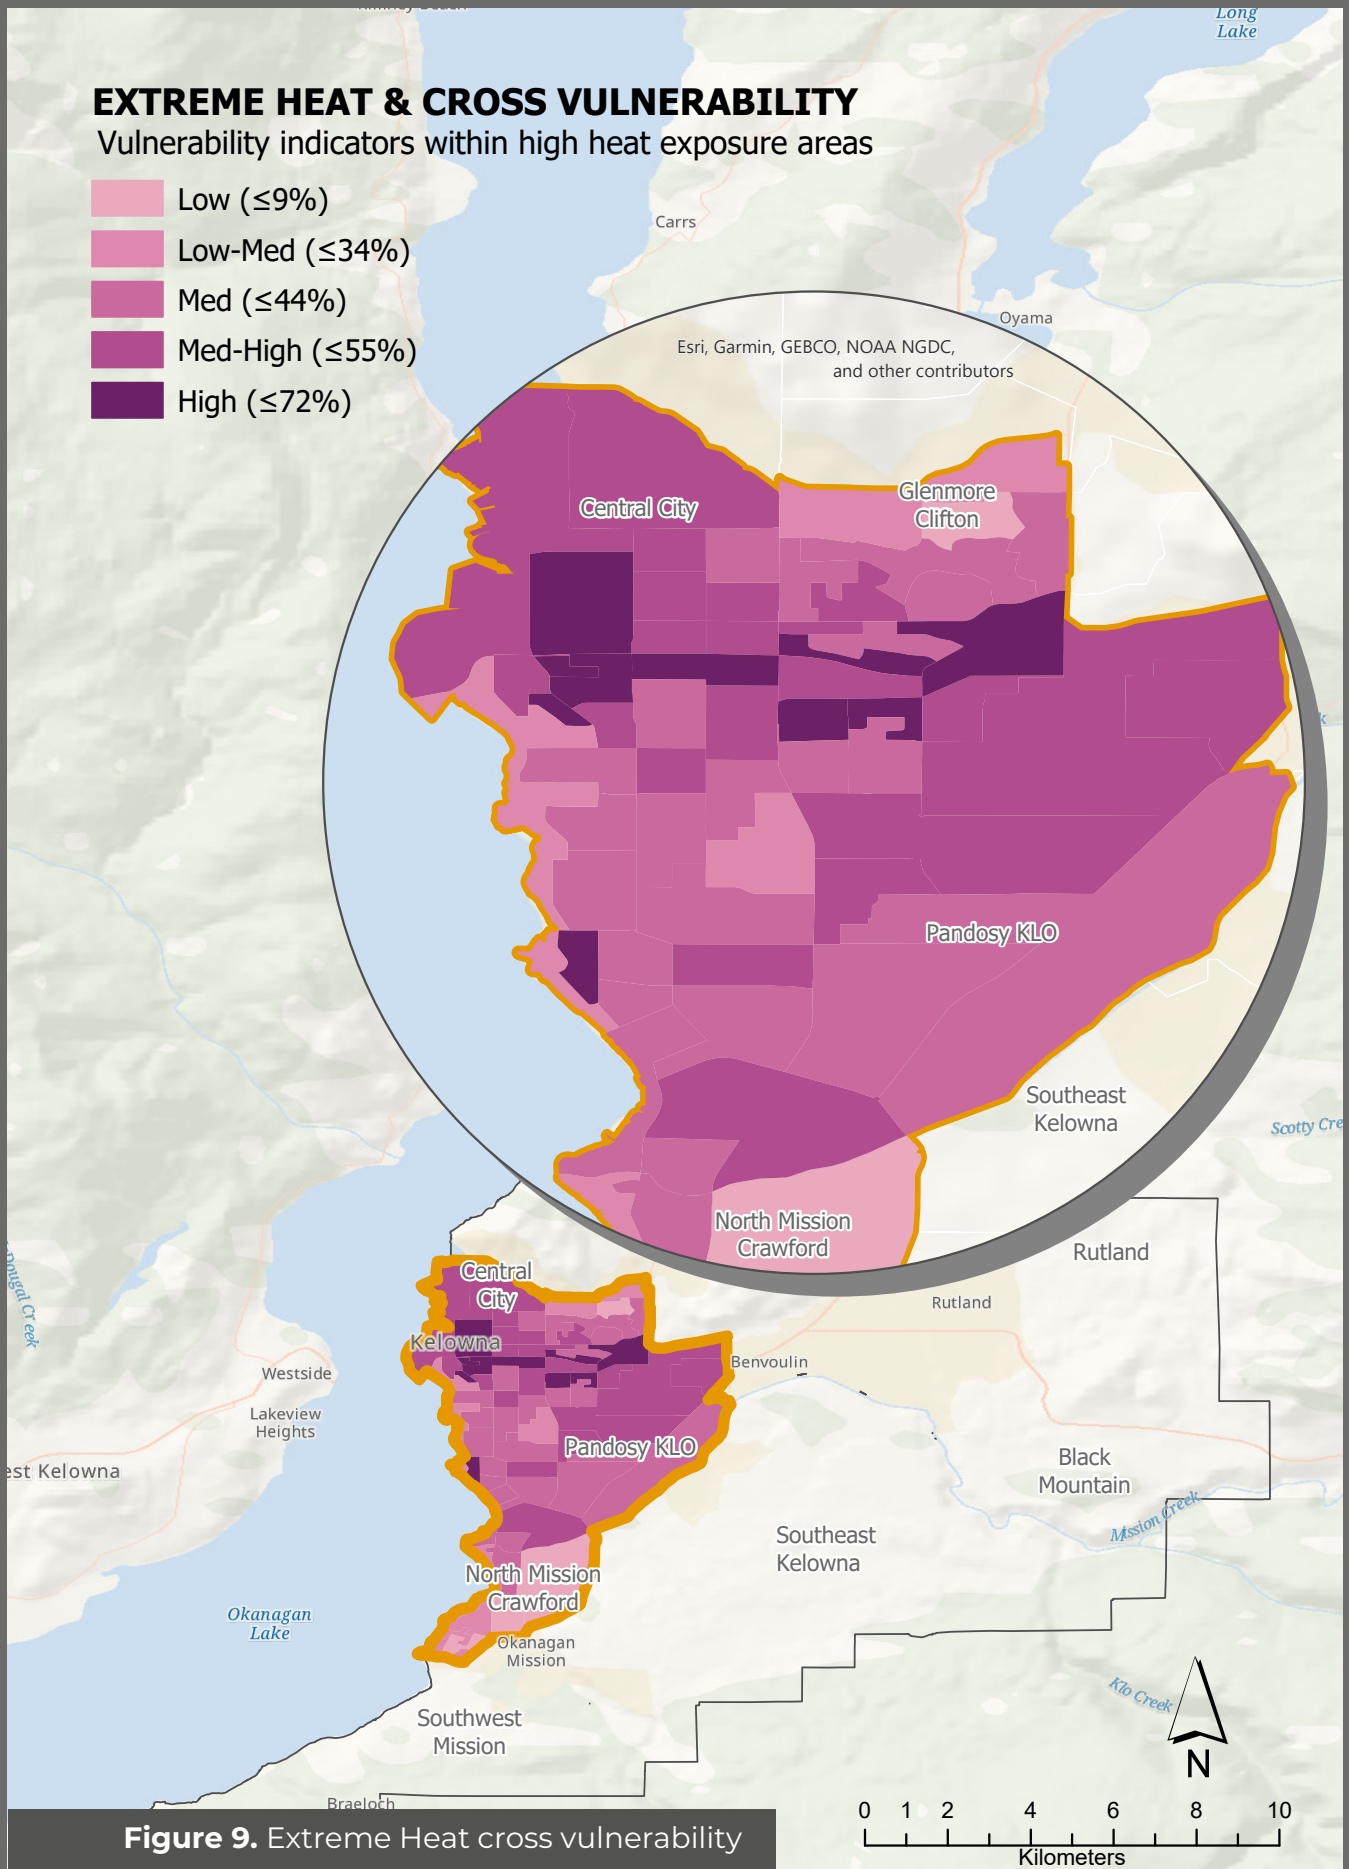 Long
Lake
EXTREME HEAT & CROSS VULNERABILITY
Vulnerability indicators within high heat exposure areas
Low (≤9%)
Low-Med (≤34%)
Med (≤44%)
Med-High (≤55%)
High (≤72%)
Carrs
Oyama
Esri, Garmin, GEBCO, NOAA NGDC,
and other contributors
Central City
Glenmore
Clifton
Pandosy KLO
Southeast
Kelowna
Scotty Cre
North Mission
Crawford
Rutland
Rutland
Central
City
Kelowna
Benvoulin
Westside
Lakeview
Heights
est Kelowna
Pandosy KLO
Black
Mountain
Mission Creek
Southeast
Kelowna
North Mission
Crawford
Okanagan
Lake
Okanagan
Mission
Klo Creek
Southwest
Mission
N
Braeloch
0 1 2 4 6 8 10
Kilometers
Figure 9. Extreme Heat cross vulnerability